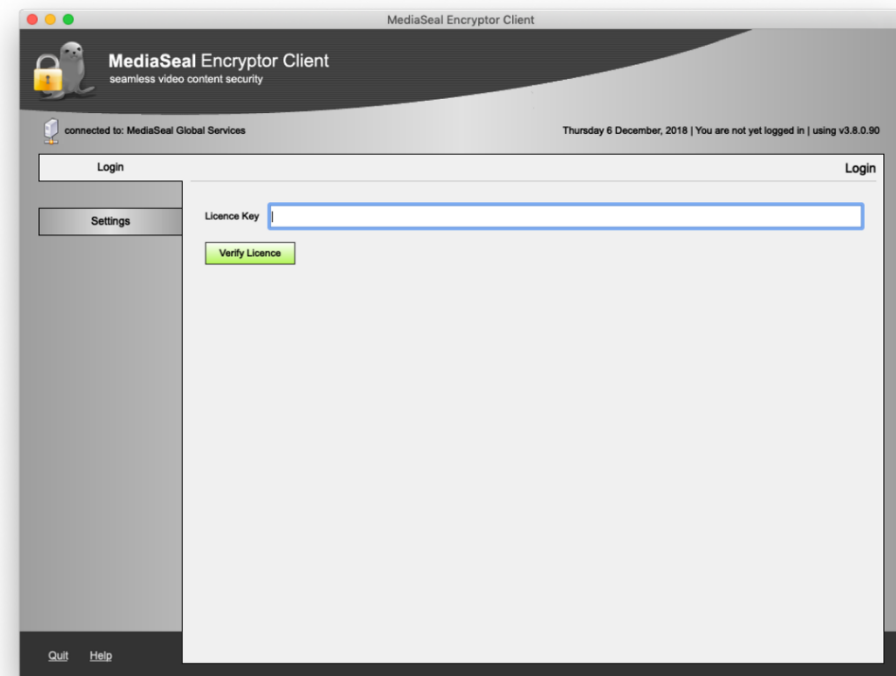 MediaSeal Encryptor Client
MediaSeal Encryptor Client
seamless video content security
connected to: MediaSeal Global Services
Thursday 6 December, 2018 | You are not yet logged in | using v3.8.0.90
Login
Login
Settings
Licence Key
Verify Licence
Quit
Help